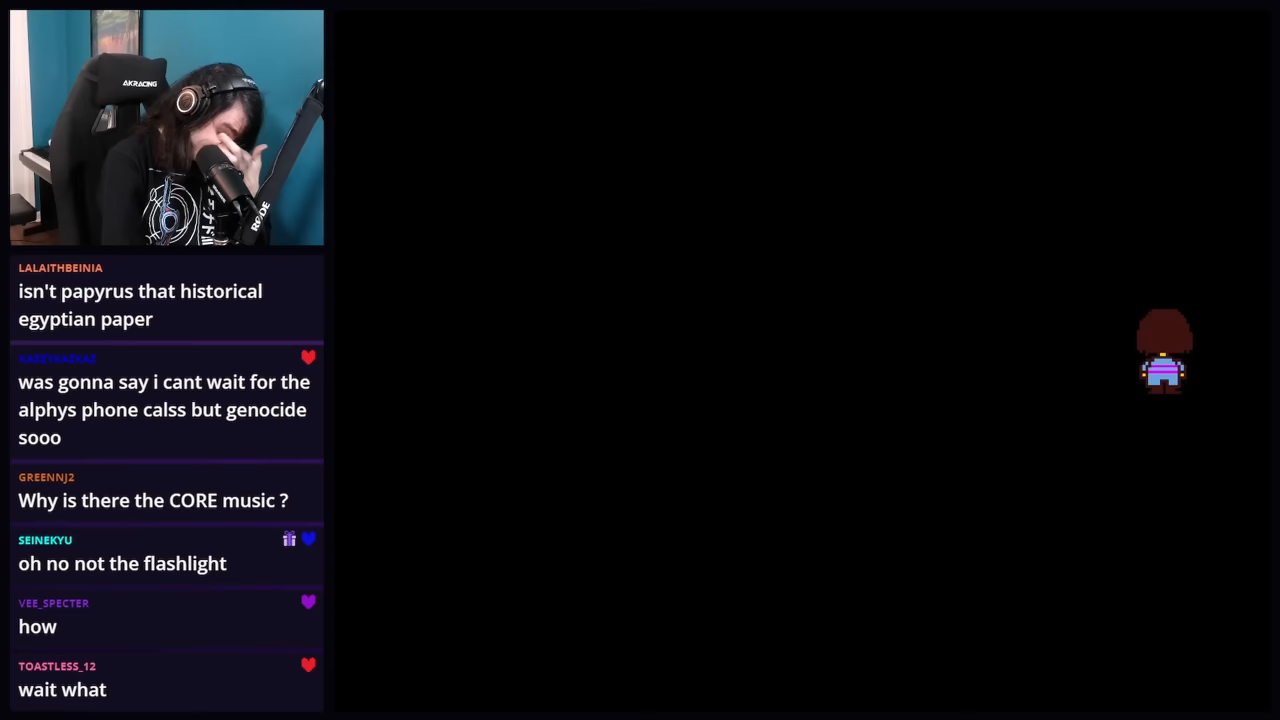 AKRACING
RØDE
LALAITHBEINIA
isn't papyrus that historical
egyptian paper
was gonna say i cant wait for the
alphys phone calss but genocide
sooo
GREENNJ2
Why is there the CORE music ?
SEINEKYU
oh no not the flashlight
VEE_SPECTER
how
TOASTLESS_12
wait what